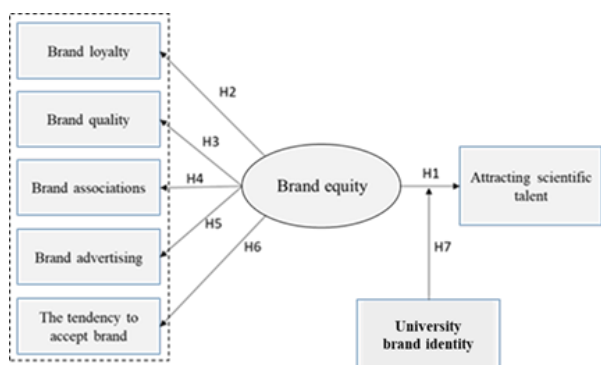 Brand loyalty
H2
Brand quality
H3
Brand associations
H4
Brand equity
H1
Attracting scientific
talent
H5
Brand advertising
H6
H7
The tendency to
accept brand
University
brand identity